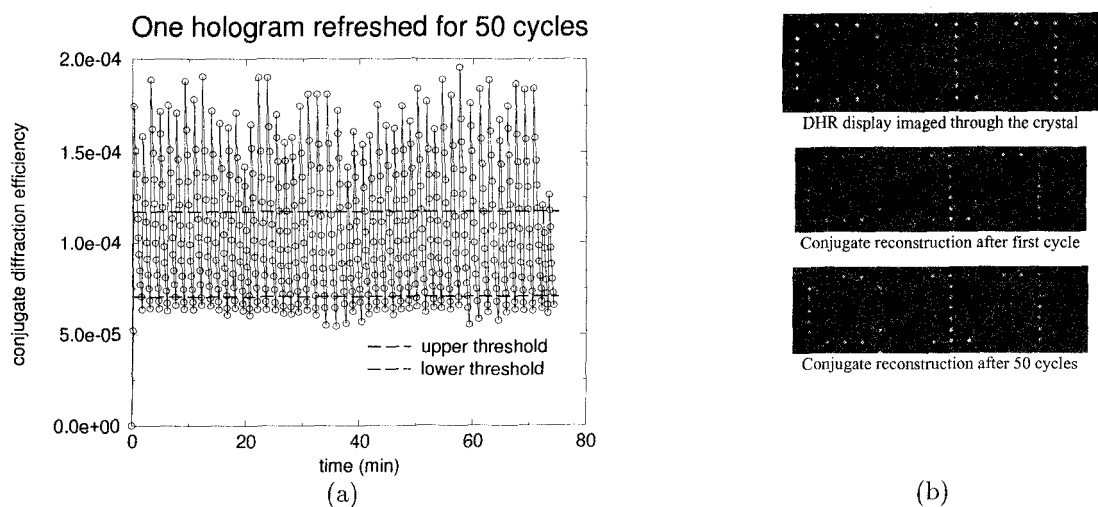 One hologram refreshed for 50 cycles
conjugate diffraction efficiency
2.0e-04
1.5e-04
1.0e-04
5.0e-05
0.0e+00
upper threshold
lower threshold
0 20 40 60 80
time (min)
(a)
DHR display imaged through the crystal
Conjugate reconstruction after first cycle
Conjugate reconstruction after 50 cycles
(b)